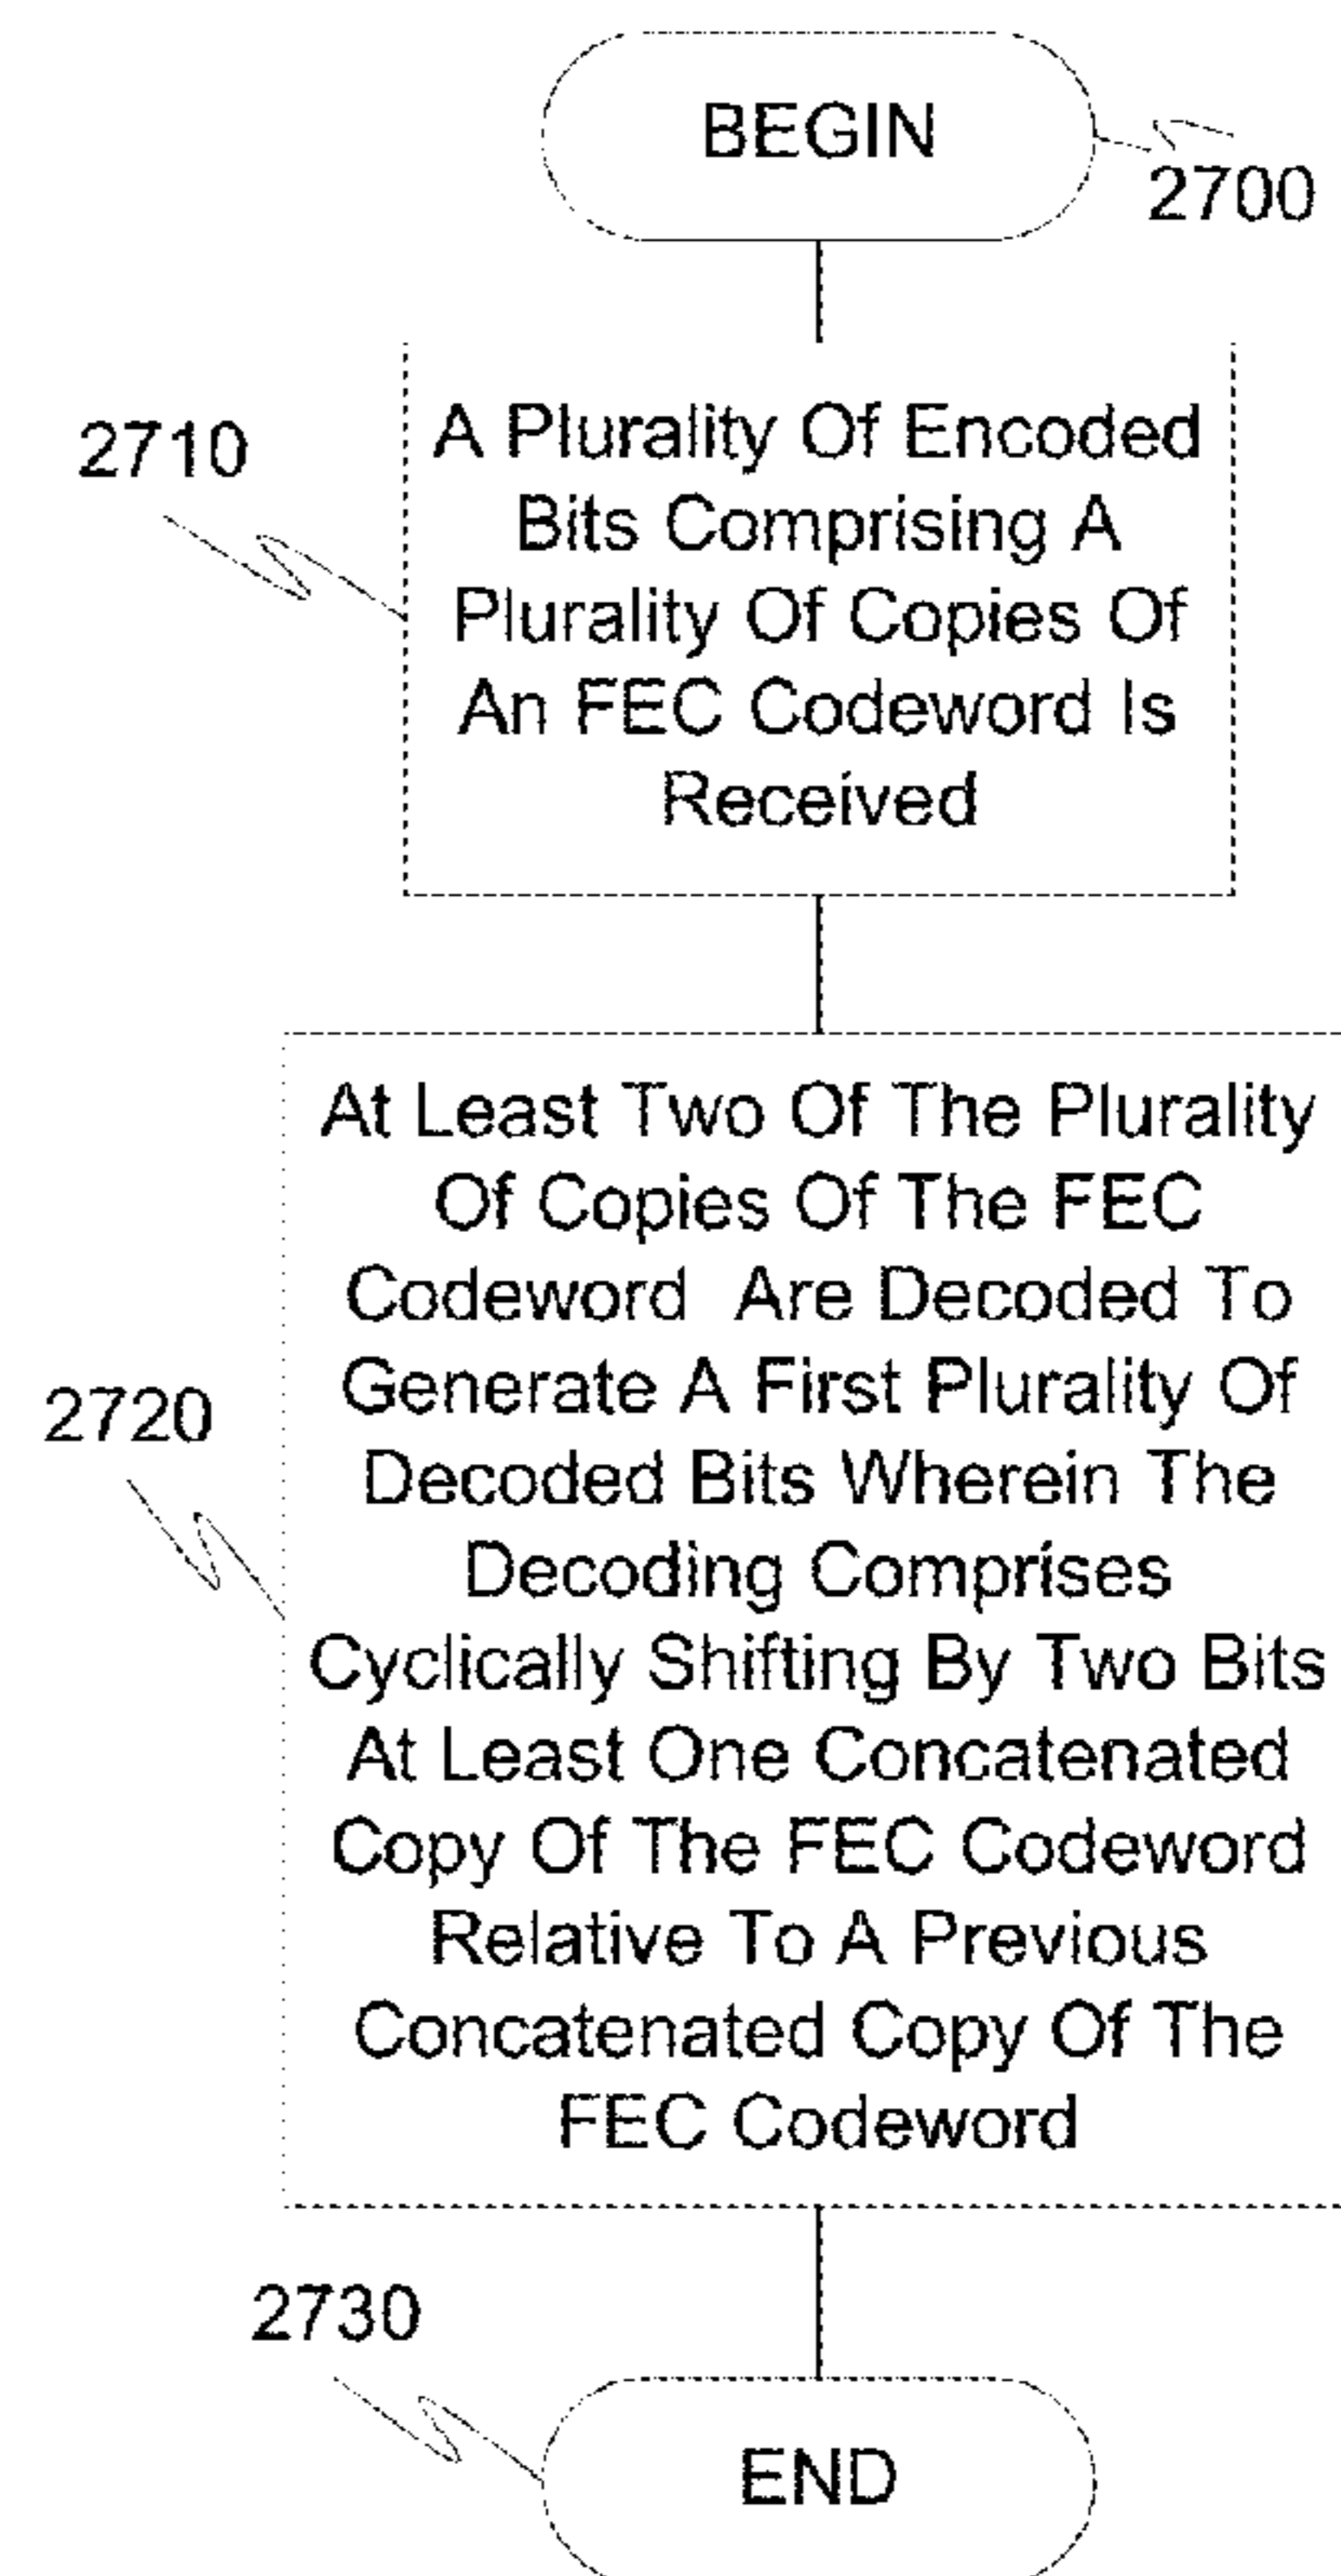 BEGIN
2700
2710
A Plurality Of Encoded
Bits Comprising A
Plurality Of Copies Of
An FEC Codeword Is
Received
2720
At Least Two Of The Plurality
Of Copies Of The FEC
Codeword Are Decoded To
Generate A First Plurality Of
Decoded Bits Wherein The
Decoding Comprises
Cyclically Shifting By Two Bits
At Least One Concatenated
Copy Of The FEC Codeword
Relative To A Previous
Concatenated Copy Of The
FEC Codeword
2730
END